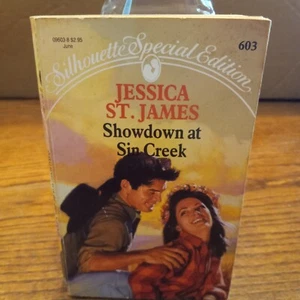 Silhouette Special Edition
603
JESSICA
ST. JAMES
Showdown at
Sin Creek